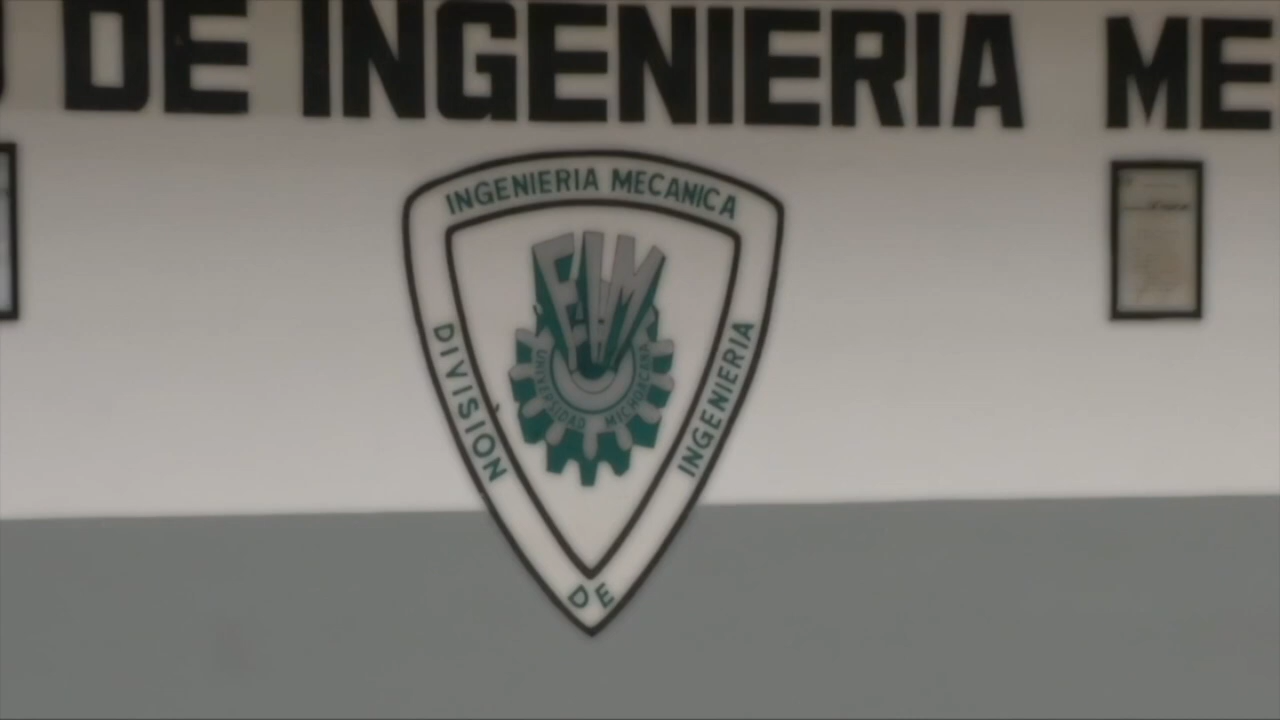 DE INGENIERIA ME
INGENIERIA MECANICA
FIM
UNIVERSIDAD MICHOACANA
DIVISION
DE
INGENIERIA